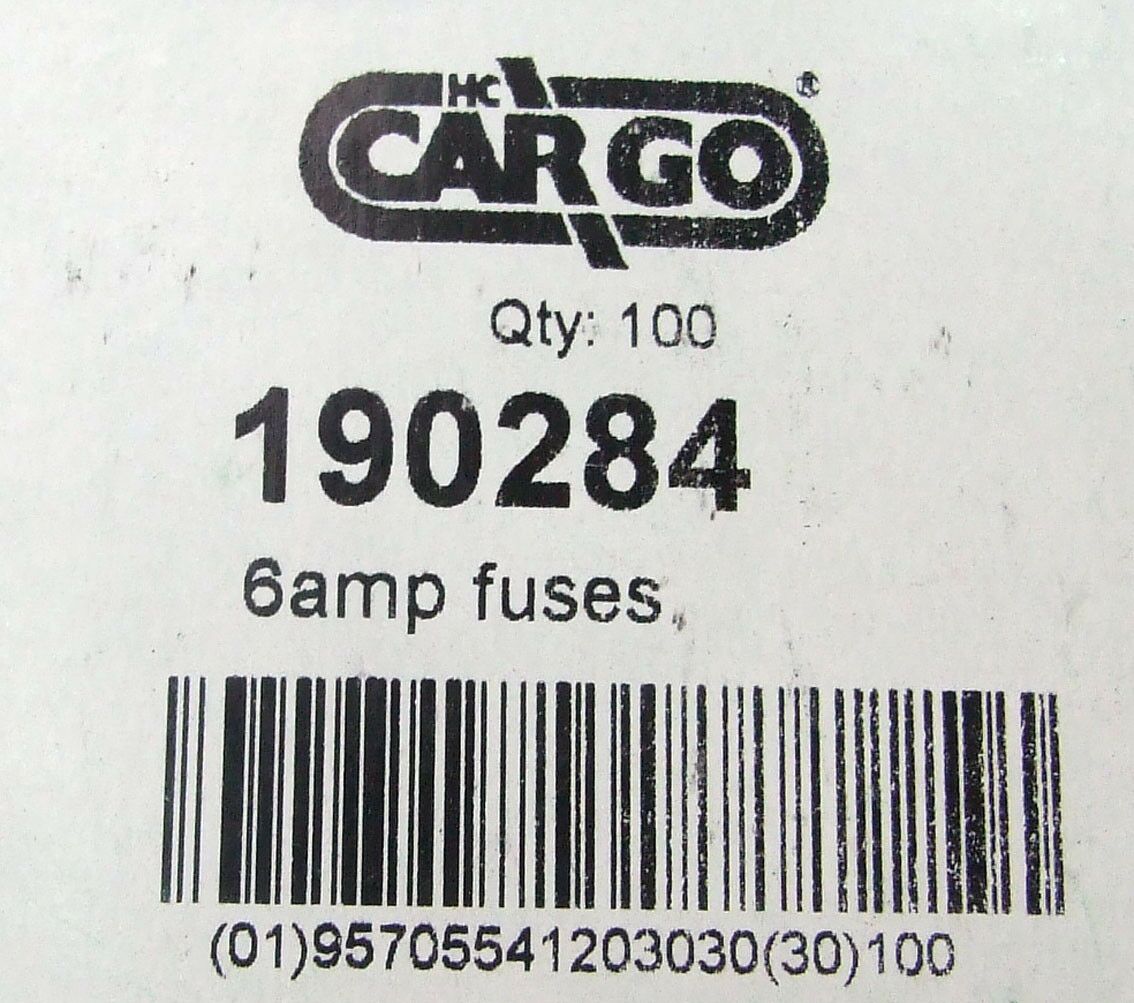 HC
CARGO®
Qty: 100
190284
6amp fuses
(01)95705541203030(30)100